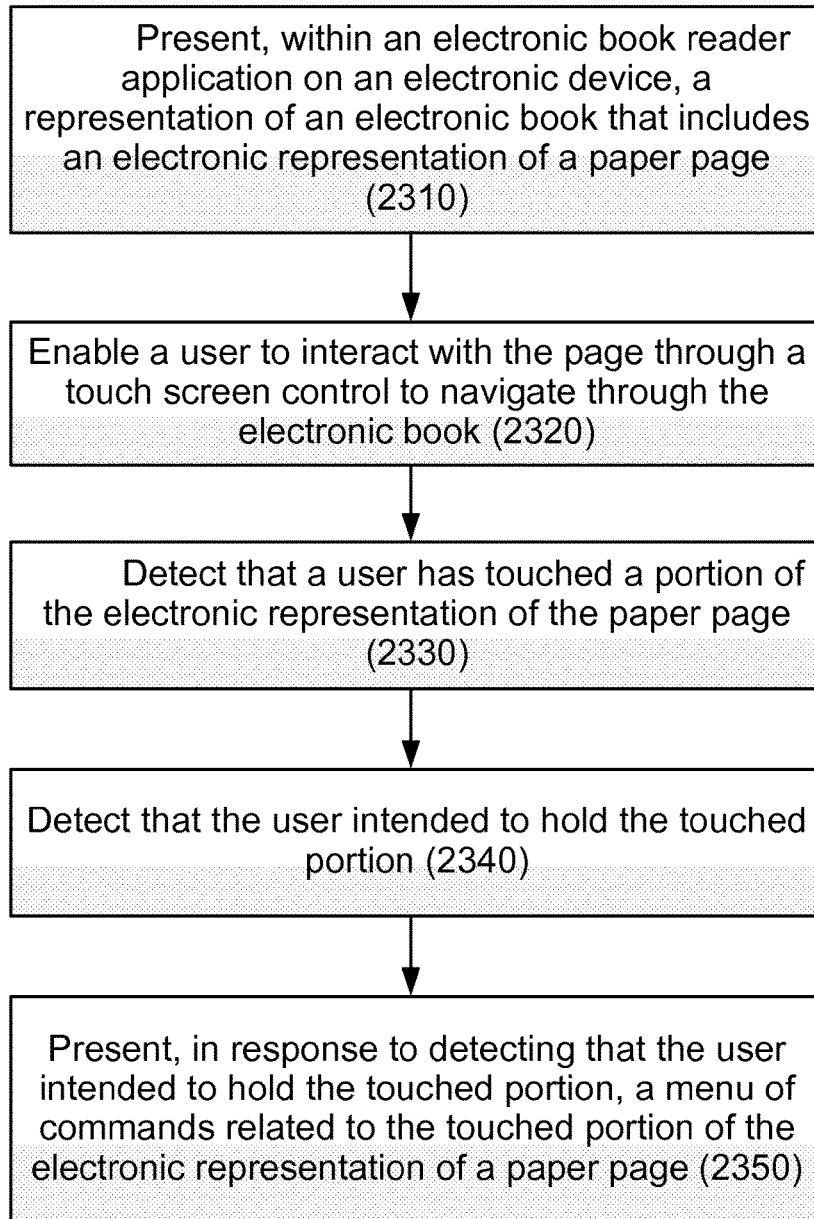 Present, within an electronic book reader
application on an electronic device, a
representation of an electronic book that includes
an electronic representation of a paper page
(2310)
Enable a user to interact with the page through a
touch screen control to navigate through the
electronic book (2320)
Detect that a user has touched a portion of
the electronic representation of the paper page
(2330)
Detect that the user intended to hold the touched
portion (2340)
Present, in response to detecting that the user
intended to hold the touched portion, a menu of
commands related to the touched portion of the
electronic representation of a paper page (2350)